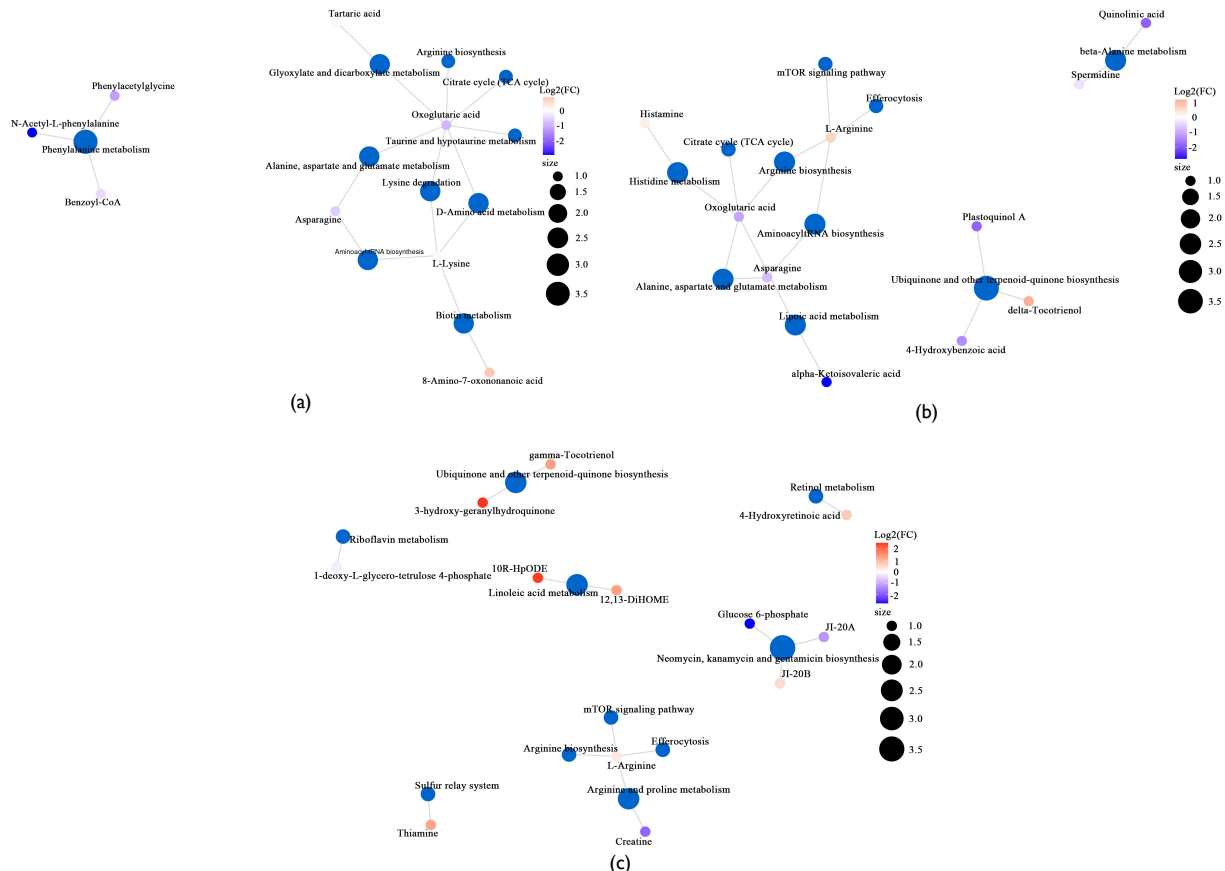 Tartaric acid
Arginine biosynthesis
Glyoxylate and dicarboxylate metabolism
Citrate cycle (TCA cycle)
Phenylacetylglycine
N-Acetyl-L-phenylalanine
Phenylalanine metabolism
Benzoyl-CoA
Oxoglutaric acid
Taurine and hypotaurine metabolism
Alanine, aspartate and glutamate metabolism
Lysine degradation
D-Amino acid metabolism
Asparagine
Aminoacyl-tRNA biosynthesis
L-Lysine
Biotin metabolism
8-Amino-7-oxononanoic acid
Log2(FC)
0
-1
-2
size
1.0
1.5
2.0
2.5
3.0
3.5
(a)
Quinolinic acid
beta-Alanine metabolism
Spermidine
mTOR signaling pathway
Efferocytosis
Histamine
L-Arginine
Citrate cycle (TCA cycle)
Arginine biosynthesis
Histidine metabolism
Oxoglutaric acid
Aminoacyl-tRNA biosynthesis
Asparagine
Alanine, aspartate and glutamate metabolism
Lipoic acid metabolism
alpha-Ketoisovaleric acid
Plastoquinol A
Ubiquinone and other terpenoid-quinone biosynthesis
delta-Tocotrienol
4-Hydroxybenzoic acid
Log2(FC)
1
0
-1
-2
size
1.0
1.5
2.0
2.5
3.0
3.5
(b)
gamma-Tocotrienol
Ubiquinone and other terpenoid-quinone biosynthesis
3-hydroxy-geranylhydroquinone
Riboflavin metabolism
1-deoxy-L-glycero-tetrulose 4-phosphate
10R-HpODE
Linoleic acid metabolism
12,13-DiHOME
Retinol metabolism
4-Hydroxyretinoic acid
Glucose 6-phosphate
JI-20A
Neomycin, kanamycin and gentamicin biosynthesis
JI-20B
mTOR signaling pathway
Arginine biosynthesis
Efferocytosis
L-Arginine
Arginine and proline metabolism
Creatine
Sulfur relay system
Thiamine
Log2(FC)
2
1
0
-1
-2
size
1.0
1.5
2.0
2.5
3.0
3.5
(c)